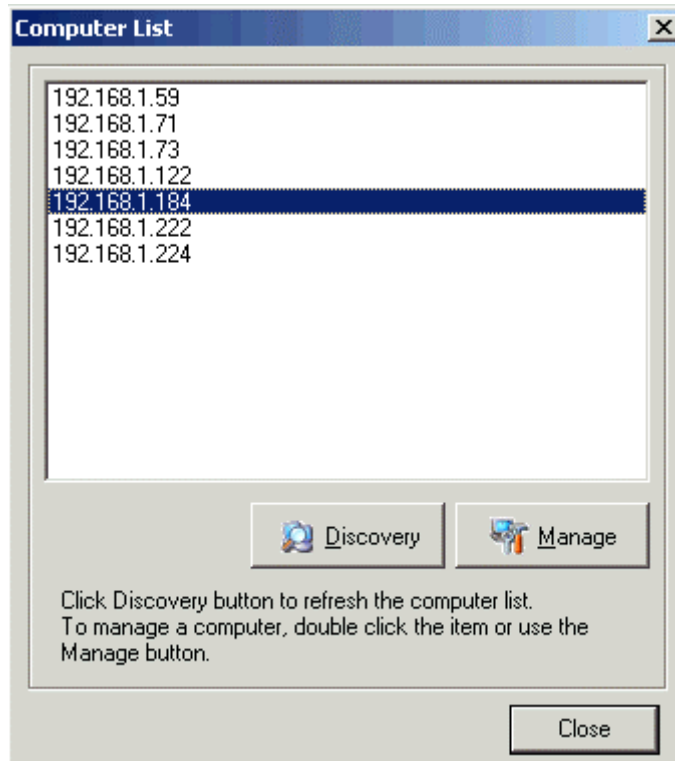 Computer List
192.168.1.59
192.168.1.71
192.168.1.73
192.168.1.122
192.168.1.184
192.168.1.222
192.168.1.224
Discovery
Manage
Click Discovery button to refresh the computer list.
To manage a computer, double click the item or use the
Manage button.
Close